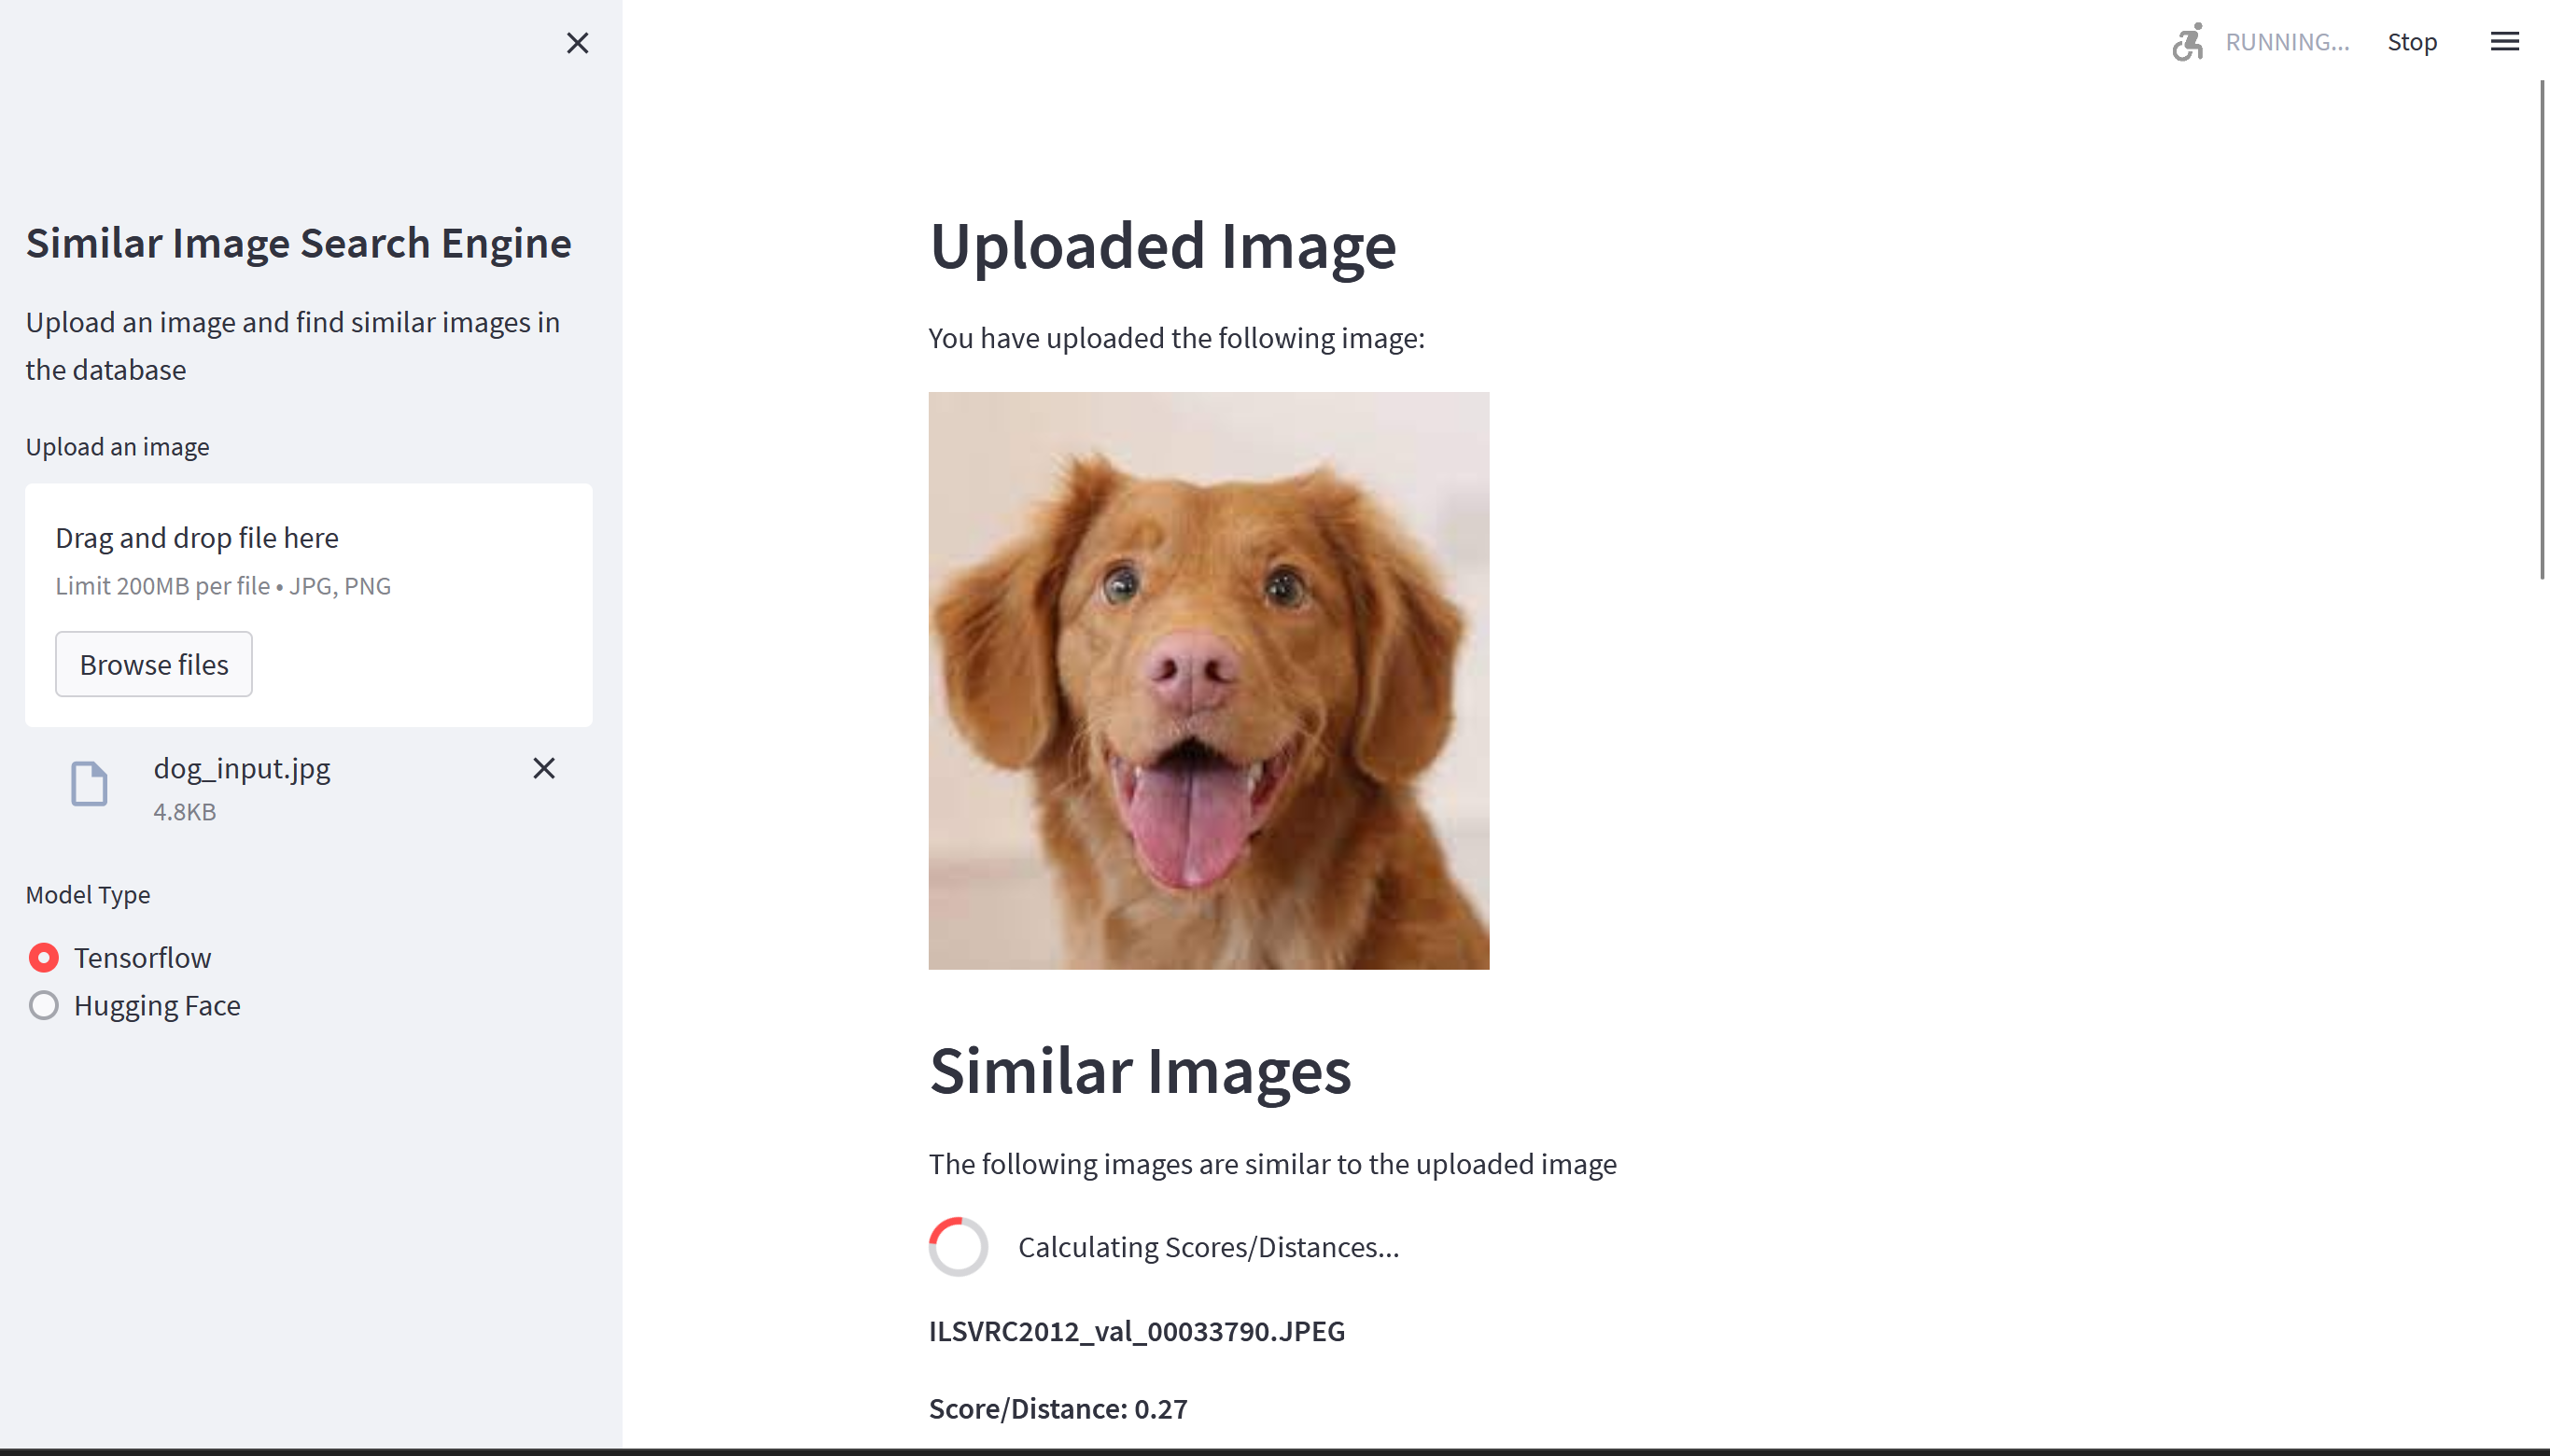 RUNNING...
Stop
Similar Image Search Engine
Upload an image and find similar images in
the database
Upload an image
Drag and drop file here
Limit 200MB per file • JPG, PNG
Browse files
dog_input.jpg
4.8KB
Model Type
Tensorflow
Hugging Face
Uploaded Image
You have uploaded the following image:
Similar Images
The following images are similar to the uploaded image
Calculating Scores/Distances...
ILSVRC2012_val_00033790.JPEG
Score/Distance: 0.27